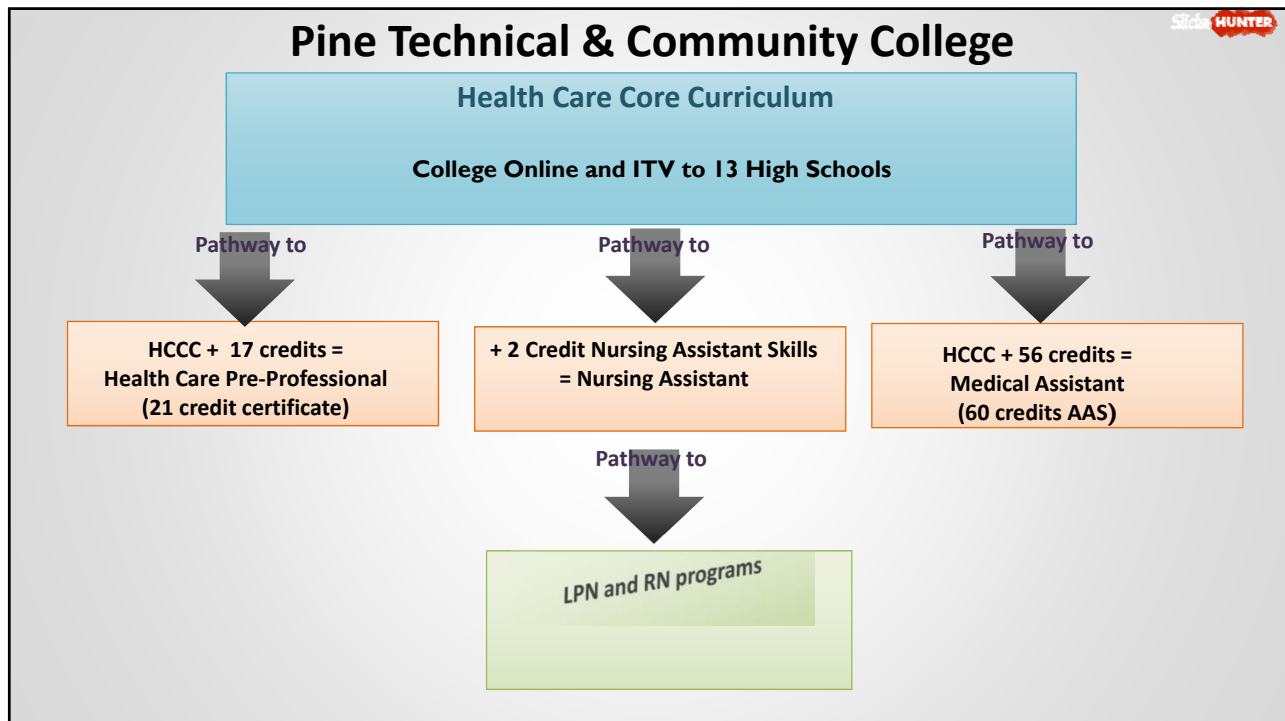 Slide HUNTER
Pine Technical & Community College
Health Care Core Curriculum
College Online and ITV to 13 High Schools
Pathway to
Pathway to
Pathway to
HCCC + 17 credits =
Health Care Pre-Professional
(21 credit certificate)
+ 2 Credit Nursing Assistant Skills
= Nursing Assistant
HCCC + 56 credits =
Medical Assistant
(60 credits AAS)
Pathway to
LPN and RN programs